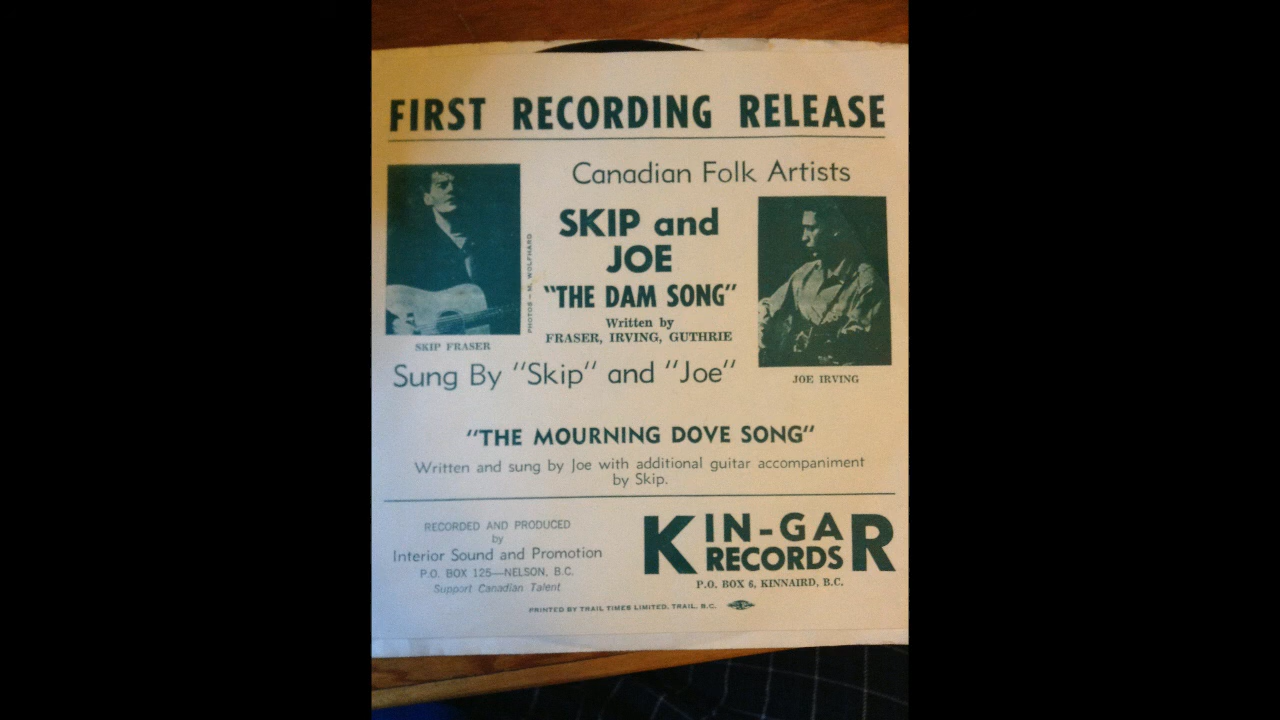 FIRST RECORDING RELEASE
Canadian Folk Artists
SKIP and
JOE
"THE DAM SONG"
Written by
FRASER, IRVING, GUTHRIE
PHOTOS — M. WOLFHARD
SKIP FRASER
JOE IRVING
Sung By "Skip" and "Joe"
"THE MOURNING DOVE SONG"
Written and sung by Joe with additional guitar accompaniment
by Skip.
RECORDED AND PRODUCED
by
Interior Sound and Promotion
P.O. BOX 125—NELSON, B.C.
Support Canadian Talent
KIN-GAR
RECORDS
P.O. BOX 6, KINNAIRD, B.C.
PRINTED BY TRAIL TIMES LIMITED, TRAIL, B.C.